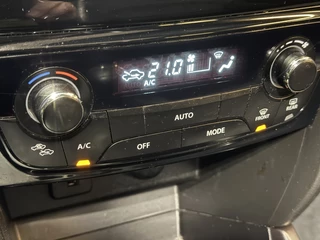 21.0
A/C
AUTO
A/C
OFF
MODE
FRONT
REAR